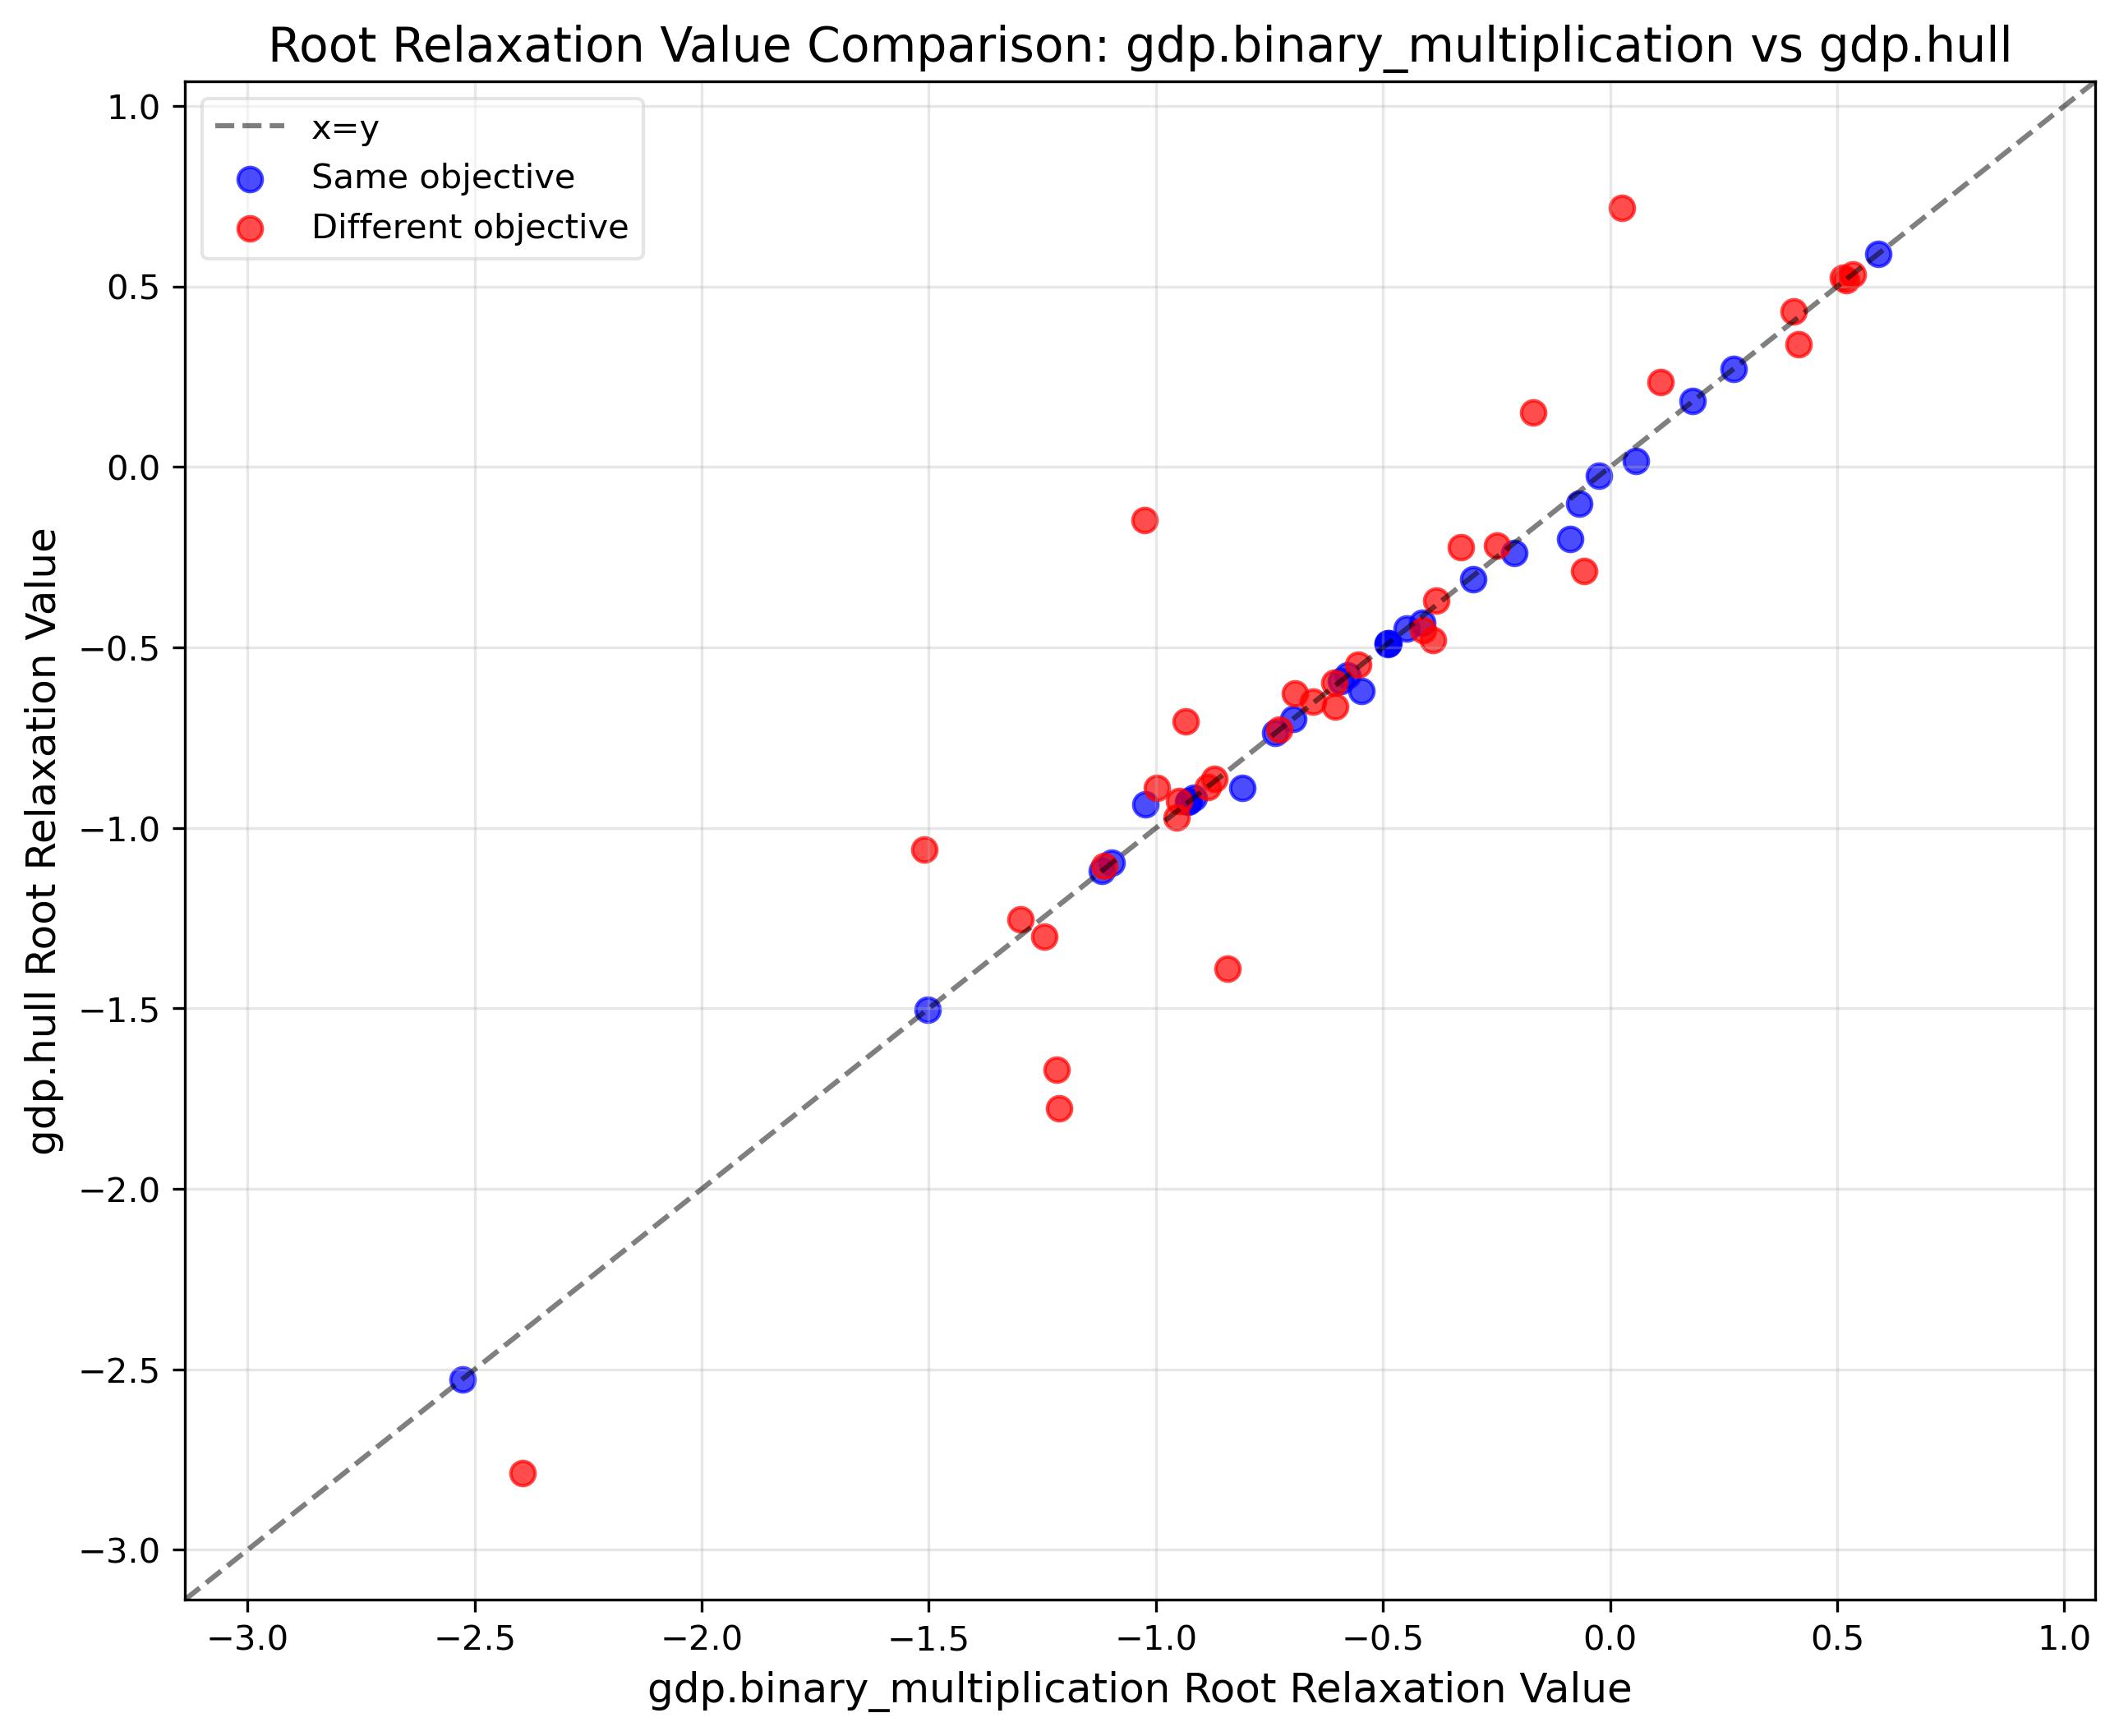 Root Relaxation Value Comparison: gdp.binary_multiplication vs gdp.hull
x=y
Same objective
Different objective
gdp.hull Root Relaxation Value
1.0
0.5
0.0
−0.5
−1.0
−1.5
−2.0
−2.5
−3.0
−3.0 −2.5 −2.0 −1.5 −1.0 −0.5 0.0 0.5 1.0
gdp.binary_multiplication Root Relaxation Value